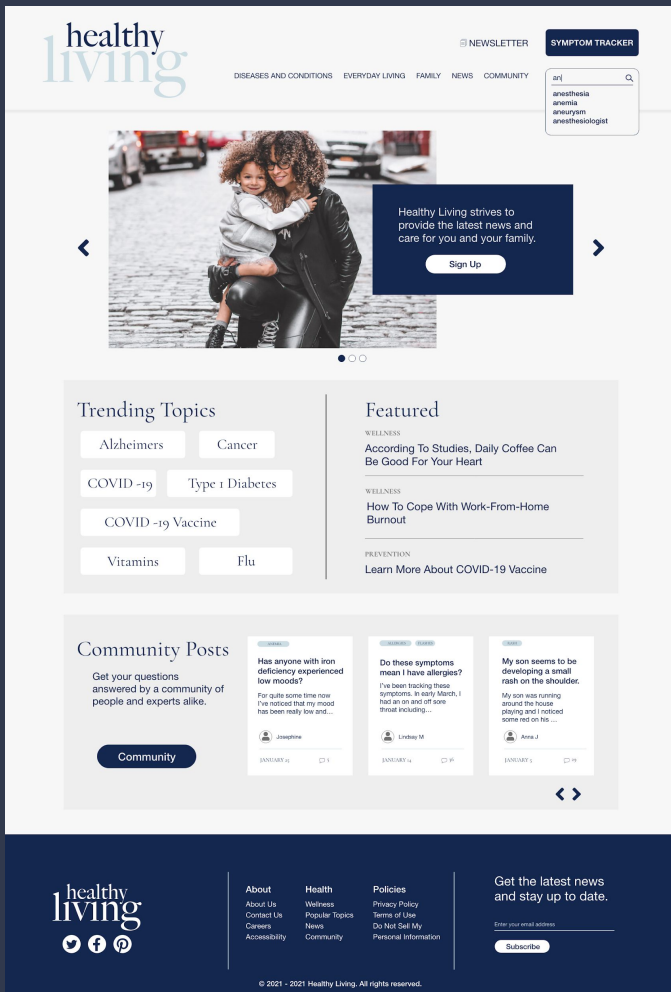 healthy
living
NEWSLETTER
SYMPTOM TRACKER
DISEASES AND CONDITIONS EVERYDAY LIVING FAMILY NEWS COMMUNITY
an
anesthesia
anemia
aneurysm
anesthesiologist
Healthy Living strives to
provide the latest news and
care for you and your family.
Sign Up
Trending Topics
Alzheimers
Cancer
COVID -19
Type 1 Diabetes
COVID -19 Vaccine
Vitamins
Flu
Featured
WELLNESS
According To Studies, Daily Coffee Can
Be Good For Your Heart
WELLNESS
How To Cope With Work-From-Home
Burnout
PREVENTION
Learn More About COVID-19 Vaccine
Community Posts
Get your questions
answered by a community of
people and experts alike.
Community
Has anyone with iron
deficiency experienced
low moods?
For quite some time now
I've noticed that my mood
has been really low and...
Josephine
JANUARY 25
5
Do these symptoms
mean I have allergies?
I've been tracking these
symptoms. In early March, I
had an on and off sore
throat including...
Lindsay M
JANUARY 14
36
My son seems to be
developing a small
rash on the shoulder.
My son was running
around the house
playing and I noticed
some red on his ...
Anna J
JANUARY 5
healthy
living
About
About Us
Contact Us
Careers
Accessibility
Health
Wellness
Popular Topics
News
Community
Policies
Privacy Policy
Terms of Use
Do Not Sell My
Personal Information
Get the latest news
and stay up to date.
Enter your email address
Subscribe
© 2021 - 2021 Healthy Living. All rights reserved.